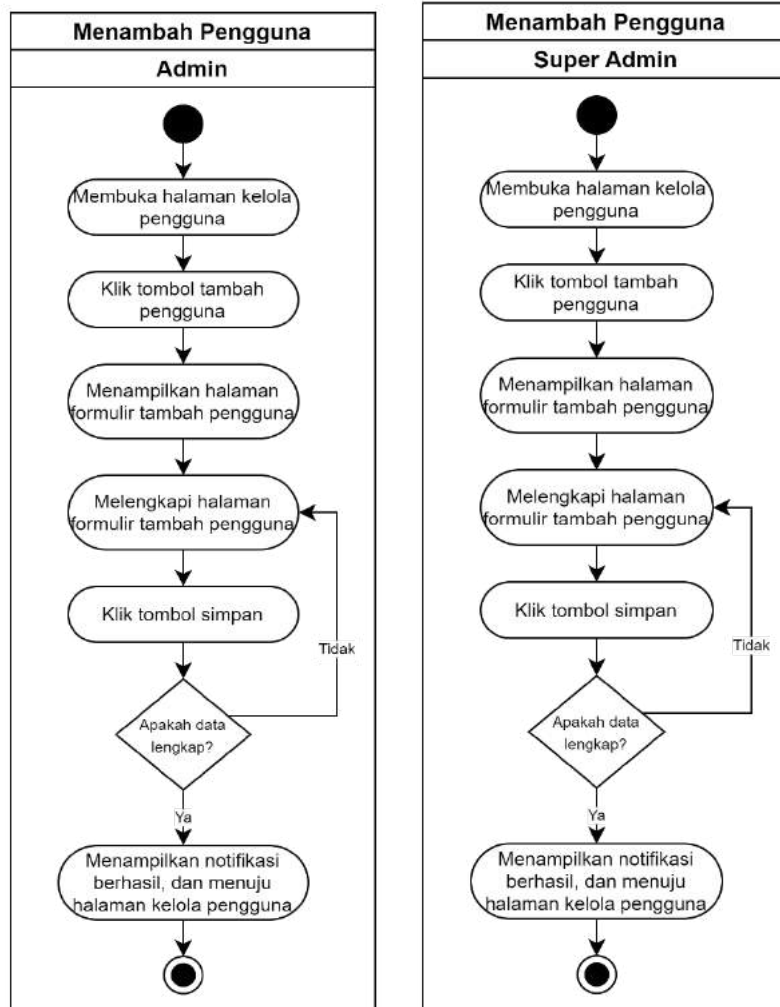 Menambah Pengguna
Admin
Membuka halaman kelola
pengguna
Klik tombol tambah
pengguna
Menampilkan halaman
formulir tambah pengguna
Melengkapi halaman
formulir tambah pengguna
Klik tombol simpan
Tidak
Apakah data
lengkap?
Ya
Menampilkan notifikasi
berhasil, dan menuju
halaman kelola pengguna
Menambah Pengguna
Super Admin
Membuka halaman kelola
pengguna
Klik tombol tambah
pengguna
Menampilkan halaman
formulir tambah pengguna
Melengkapi halaman
formulir tambah pengguna
Klik tombol simpan
Tidak
Apakah data
lengkap?
Ya
Menampilkan notifikasi
berhasil, dan menuju
halaman kelola pengguna